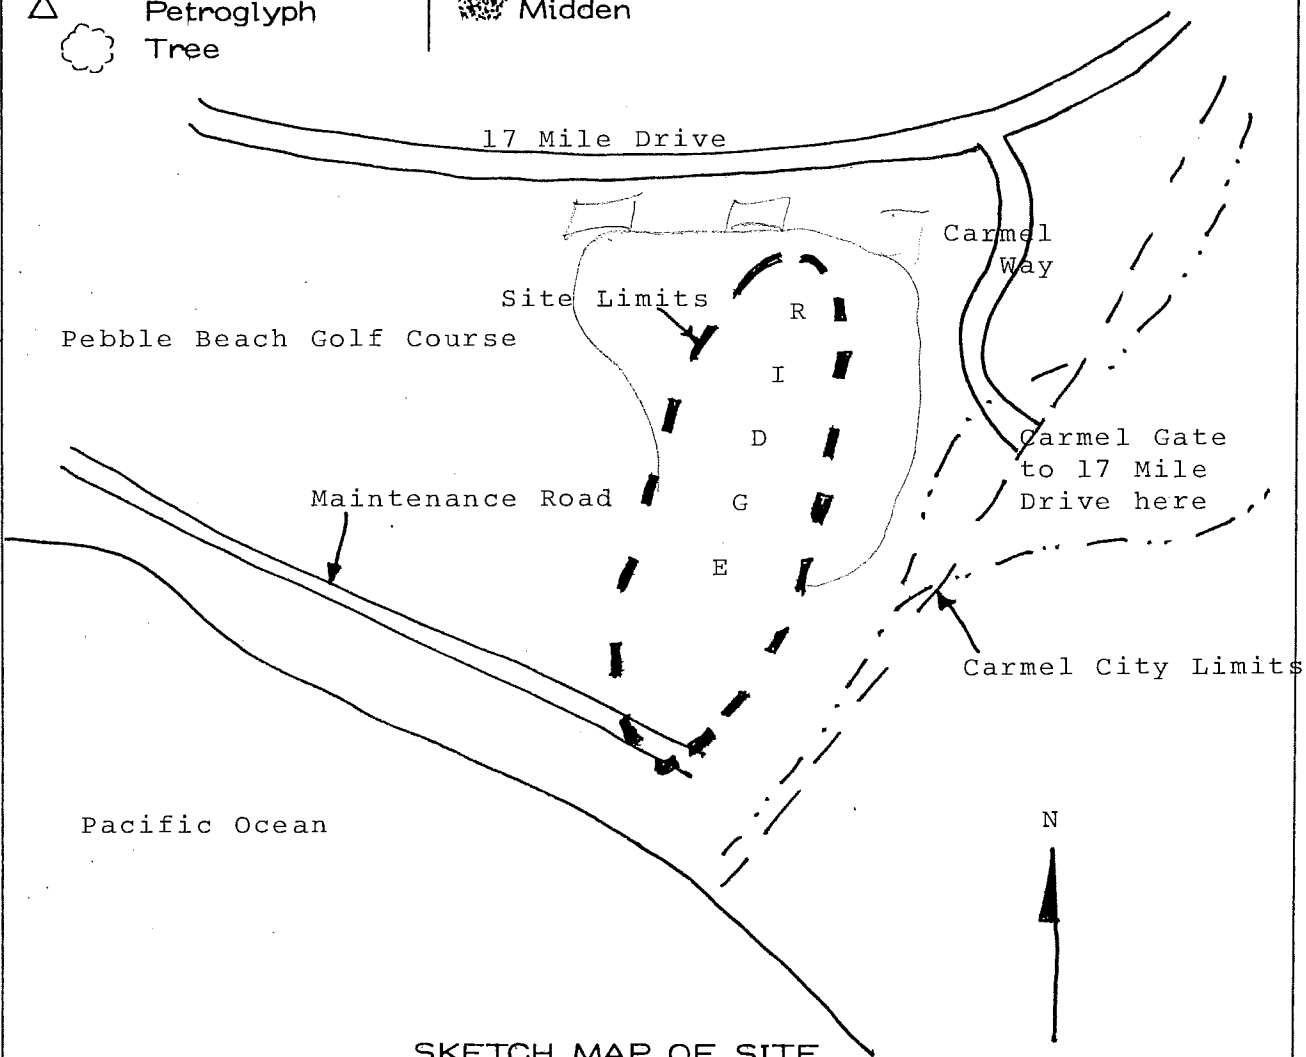 Petroglyph
Midden
Tree
17 Mile Drive
Carmel
Way
Site Limits
R
Pebble Beach Golf Course
I
D
Carmel Gate
to 17 Mile
Drive here
Maintenance Road
G
E
Carmel City Limits
N
Pacific Ocean
SKETCH MAP OF SITE